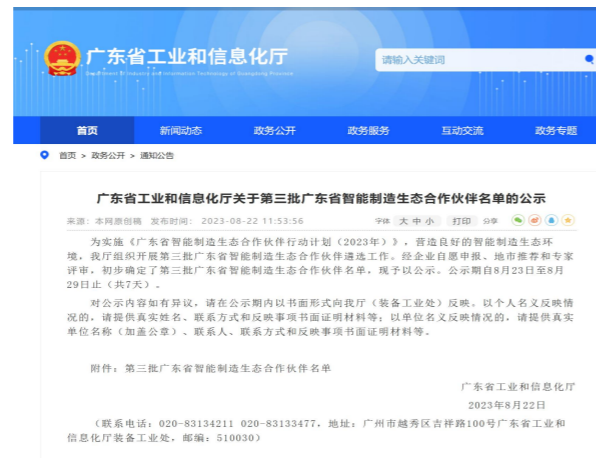 广东省工业和信息化厅
Department of Industry and Information Technology of Guangdong Province
请输入关键词
首页 新闻动态 政务公开 政务服务 互动交流 政务专题
首页 > 政务公开 > 通知公告
广东省工业和信息化厅关于第三批广东省智能制造生态合作伙伴名单的公示
来源：本网原创稿 发布时间：2023-08-22 11:53:56 字体 大 中 小 打印 分享
为实施《广东省智能制造生态合作伙伴行动计划（2023年）》，营造良好的智能制造生态环
境，我厅组织开展第三批广东省智能制造生态合作伙伴遴选工作。经企业自愿申报、地市推荐和专家
评审，初步确定了第三批广东省智能制造生态合作伙伴名单，现予以公示。公示期自8月23日至8月
29日止（共7天）。
对公示内容如有异议，请在公示期内以书面形式向我厅（装备工业处）反映。以个人名义反映情
况的，请提供真实姓名、联系方式和反映事项书面证明材料等；以单位名义反映情况的，请提供真实
单位名称（加盖公章）、联系人、联系方式和反映事项书面证明材料等。
附件：第三批广东省智能制造生态合作伙伴名单
广东省工业和信息化厅
2023年8月22日
（联系电话：020-83134211 020-83133477，地址：广州市越秀区吉祥路100号广东省工业和
信息化厅装备工业处，邮编：510030）